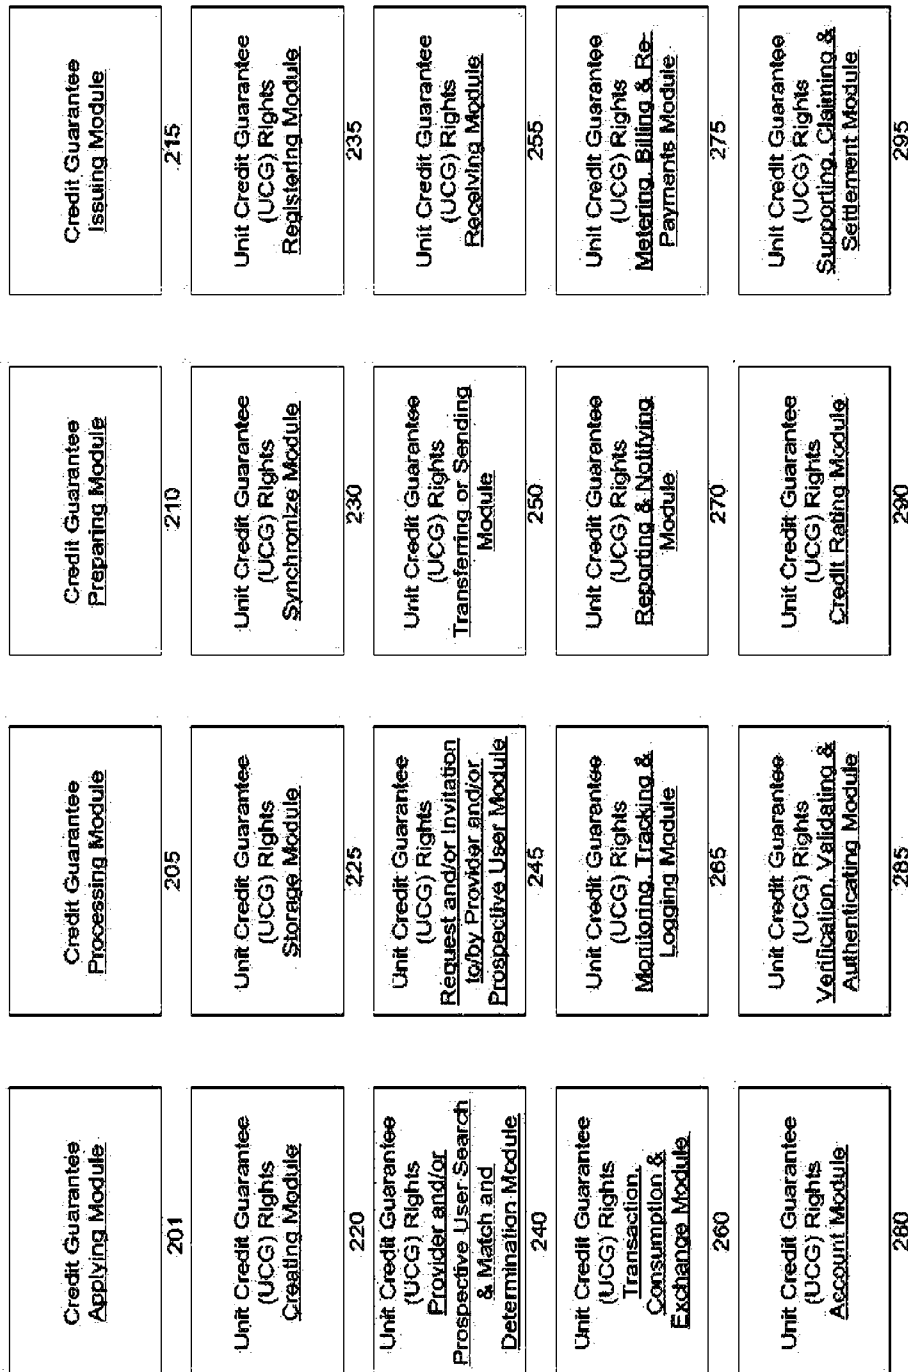 Credit Guarantee
Applying Module
201
Credit Guarantee
Processing Module
205
Credit Guarantee
Preparing Module
210
Credit Guarantee
Issuing Module
215
Unit Credit Guarantee
(UCG) Rights
Creating Module
220
Unit Credit Guarantee
(UCG) Rights
Storage Module
225
Unit Credit Guarantee
(UCG) Rights
Synchronize Module
230
Unit Credit Guarantee
(UCG) Rights
Registering Module
235
Unit Credit Guarantee
(UCG) Rights
Provider and/or
Prospective User Search
& Match and
Determination Module
240
Unit Credit Guarantee
(UCG) Rights
Request and/or Invitation
to/by Provider and/or
Prospective User Module
245
Unit Credit Guarantee
(UCG) Rights
Transferring or Sending
Module
250
Unit Credit Guarantee
(UCG) Rights
Receiving Module
255
Unit Credit Guarantee
(UCG) Rights
Transaction,
Consumption &
Exchange Module
260
Unit Credit Guarantee
(UCG) Rights
Monitoring, Tracking &
Logging Module
265
Unit Credit Guarantee
(UCG) Rights
Reporting & Notifying
Module
270
Unit Credit Guarantee
(UCG) Rights
Metering, Billing & Re-
Payments Module
275
Unit Credit Guarantee
(UCG) Rights
Account Module
280
Unit Credit Guarantee
(UCG) Rights
Verification, Validating &
Authenticating Module
285
Unit Credit Guarantee
(UCG) Rights
Credit Rating Module
290
Unit Credit Guarantee
(UCG) Rights
Supporting, Claiming &
Settlement Module
295